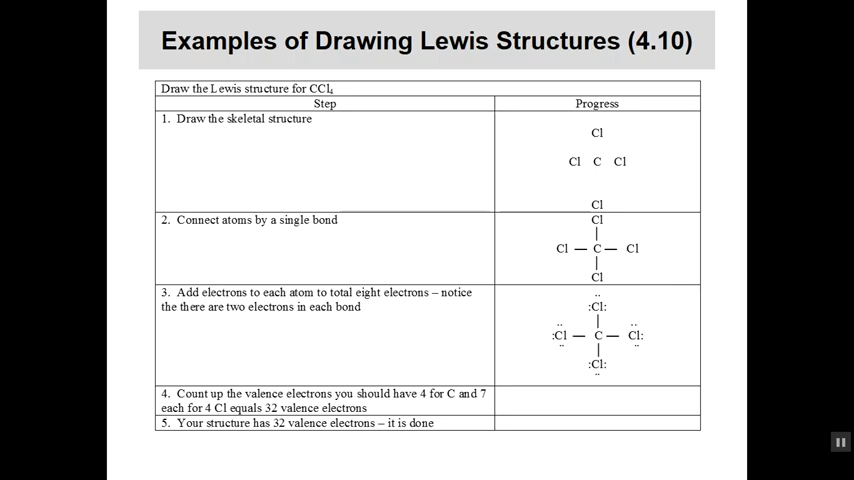 Examples of Drawing Lewis Structures (4.10)
Draw the Lewis structure for CCl₄
Step
Progress
1. Draw the skeletal structure
Cl
Cl C Cl
Cl
2. Connect atoms by a single bond
Cl
|
Cl — C — Cl
|
Cl
3. Add electrons to each atom to total eight electrons – notice
the there are two electrons in each bond
..
:Cl:
|
.. ..
:Cl — C — Cl:
.. ..
|
:Cl:
..
4. Count up the valence electrons you should have 4 for C and 7
each for 4 Cl equals 32 valence electrons
5. Your structure has 32 valence electrons – it is done